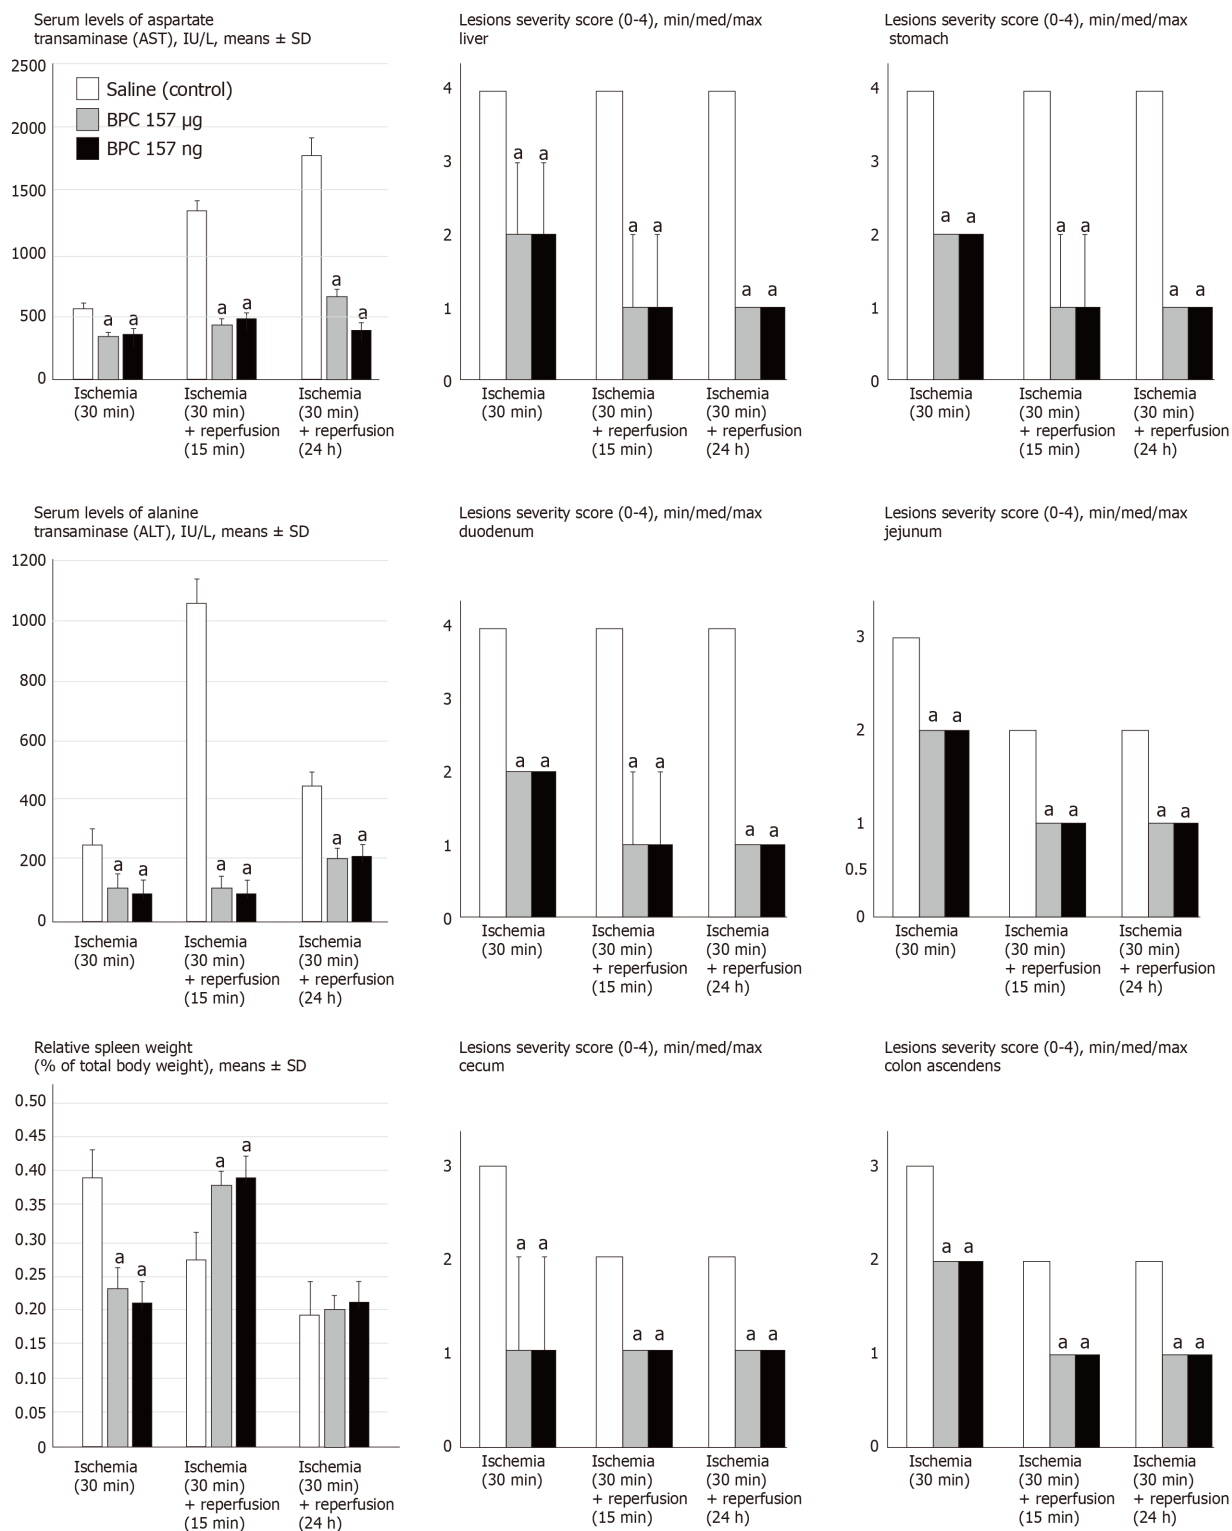 Serum levels of aspartate
transaminase (AST), IU/L, means ± SD
2500
2000
1500
1000
500
0
Saline (control)
BPC 157 µg
BPC 157 ng
a
a
a
a
a
a
Ischemia
(30 min)
Ischemia
(30 min)
+ reperfusion
(15 min)
Ischemia
(30 min)
+ reperfusion
(24 h)
Lesions severity score (0-4), min/med/max
liver
4
3
2
1
0
a
a
a
a
a
a
Ischemia
(30 min)
Ischemia
(30 min)
+ reperfusion
(15 min)
Ischemia
(30 min)
+ reperfusion
(24 h)
Lesions severity score (0-4), min/med/max
stomach
4
3
2
1
0
a
a
a
a
a
a
Ischemia
(30 min)
Ischemia
(30 min)
+ reperfusion
(15 min)
Ischemia
(30 min)
+ reperfusion
(24 h)
Serum levels of alanine
transaminase (ALT), IU/L, means ± SD
1200
1000
800
600
400
200
0
a
a
a
a
a
a
Ischemia
(30 min)
Ischemia
(30 min)
+ reperfusion
(15 min)
Ischemia
(30 min)
+ reperfusion
(24 h)
Lesions severity score (0-4), min/med/max
duodenum
4
3
2
1
0
a
a
a
a
a
a
Ischemia
(30 min)
Ischemia
(30 min)
+ reperfusion
(15 min)
Ischemia
(30 min)
+ reperfusion
(24 h)
Lesions severity score (0-4), min/med/max
jejunum
3
2
1
0.5
0
a
a
a
a
a
a
Ischemia
(30 min)
Ischemia
(30 min)
+ reperfusion
(15 min)
Ischemia
(30 min)
+ reperfusion
(24 h)
Relative spleen weight
(% of total body weight), means ± SD
0.50
0.45
0.40
0.35
0.30
0.25
0.20
0.15
0.10
0.05
0
a
a
a
a
Ischemia
(30 min)
Ischemia
(30 min)
+ reperfusion
(15 min)
Ischemia
(30 min)
+ reperfusion
(24 h)
Lesions severity score (0-4), min/med/max
cecum
3
2
1
0
a
a
a
a
a
a
Ischemia
(30 min)
Ischemia
(30 min)
+ reperfusion
(15 min)
Ischemia
(30 min)
+ reperfusion
(24 h)
Lesions severity score (0-4), min/med/max
colon ascendens
3
2
1
0
a
a
a
a
a
a
Ischemia
(30 min)
Ischemia
(30 min)
+ reperfusion
(15 min)
Ischemia
(30 min)
+ reperfusion
(24 h)